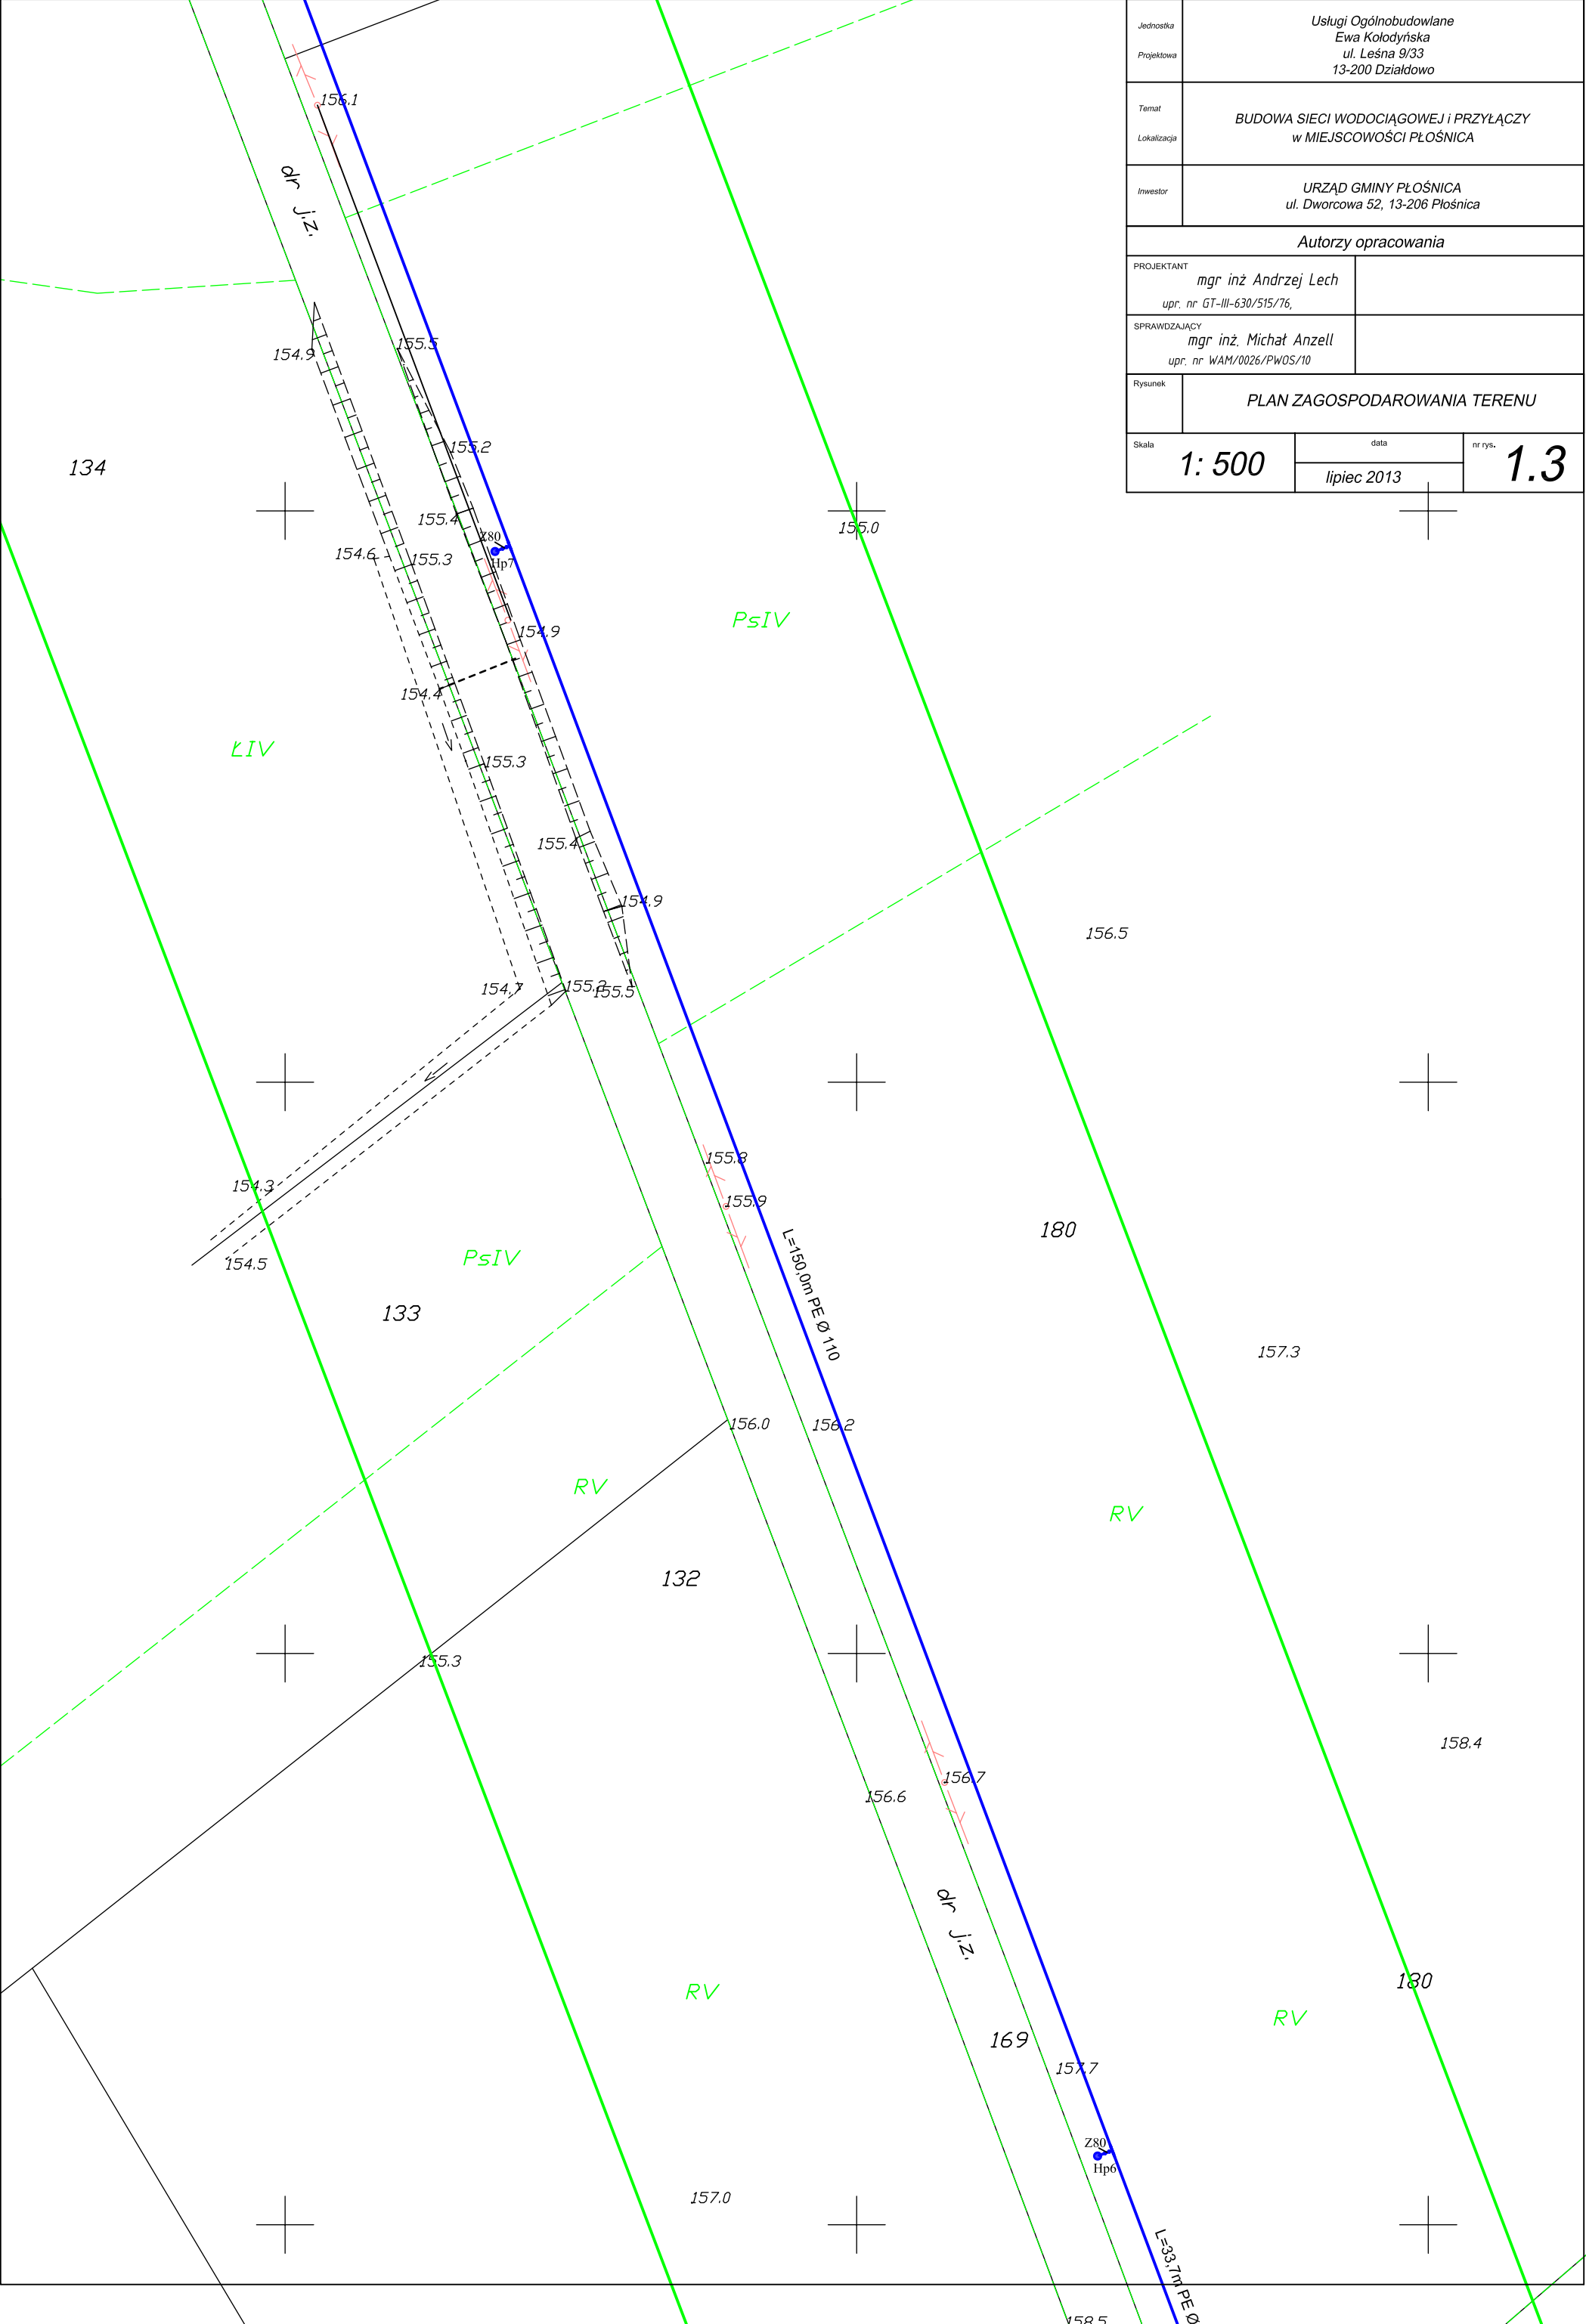 Jednostka
Projektowa
Usługi Ogólnobudowlane
Ewa Kołodyńska
ul. Leśna 9/33
13-200 Działdowo
Temat
Lokalizacja
BUDOWA SIECI WODOCIĄGOWEJ i PRZYŁĄCZY
w MIEJSCOWOŚCI PŁOŚNICA
Inwestor
URZĄD GMINY PŁOŚNICA
ul. Dworcowa 52, 13-206 Płośnica
Autorzy opracowania
PROJEKTANT
mgr inż Andrzej Lech
upr. nr GT-III-630/515/76,
SPRAWDZAJĄCY
mgr inż. Michał Anzell
upr. nr WAM/0026/PWOS/10
Rysunek
PLAN ZAGOSPODAROWANIA TERENU
Skala
1: 500
data
lipiec 2013
nr rys.
1.3
156.1
dr j.z.
154.9
155.5
155.2
134
155.4
Z80
Hp7
155.0
154.6
155.3
PsIV
154.9
154.4
ŁIV
155.3
155.4
154.9
156.5
154.7
155.2
155.5
155.8
154.3
155.9
180
154.5
PsIV
L=150,0m PE Ø 110
133
157.3
156.0
156.2
RV
RV
132
155.3
158.4
156.7
156.6
dr j.z.
180
RV
RV
169
157.7
Z80
Hp6
157.0
L=33,7m PE Ø
158.5